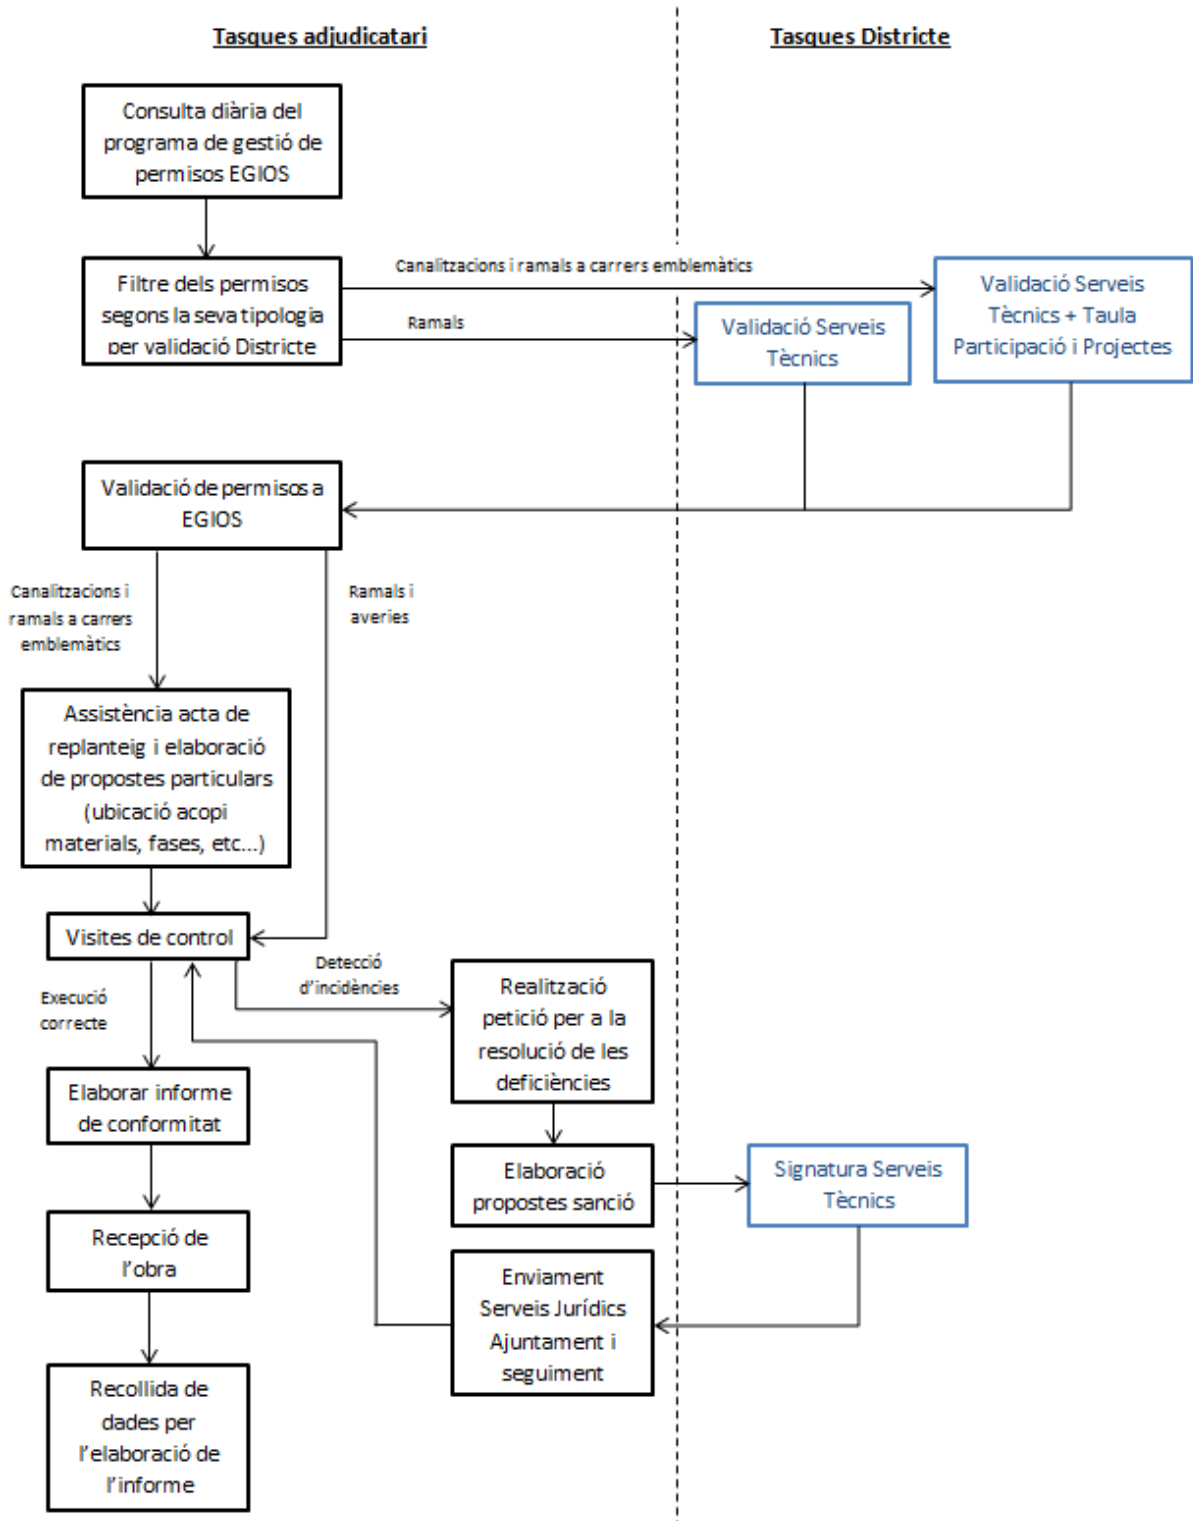 Tasques adjudicatari
Tasques Districte
Consulta diària del
programa de gestió de
permisos EGIOS
Filtre dels permisos
segons la seva tipologia
per validació Districte
Canalitzacions i ramals a carrers emblemàtics
Ramals
Validació Serveis
Tècnics
Validació Serveis
Tècnics + Taula
Participació i Projectes
Validació de permisos a
EGIOS
Canalitzacions i
ramals a carrers
emblemàtics
Ramals i
averies
Assistència acta de
replanteig i elaboració
de propostes particulars
(ubicació acopi
materials, fases, etc...)
Visites de control
Detecció
d'incidències
Execució
correcte
Realització
petició per a la
resolució de les
deficiències
Elaborar informe
de conformitat
Elaboració
propostes sanció
Signatura Serveis
Tècnics
Recepció de
l'obra
Enviament
Serveis Jurídics
Ajuntament i
seguiment
Recollida de
dades per
l'elaboració de
l'informe